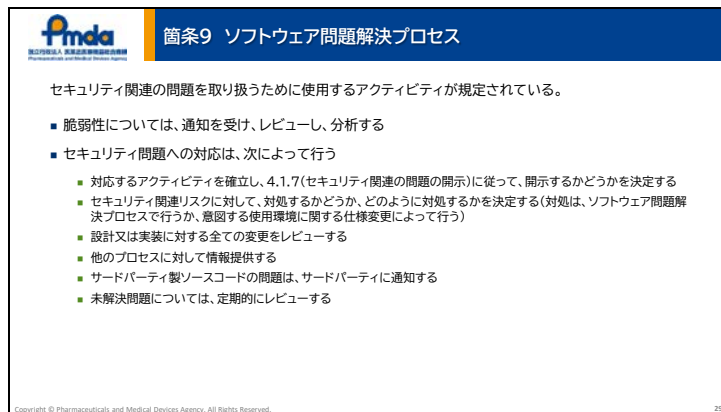 Pmda
独立行政法人 医薬品医療機器総合機構
Pharmaceuticals and Medical Devices Agency
箇条9 ソフトウェア問題解決プロセス
セキュリティ関連の問題を取り扱うために使用するアクティビティが規定されている。
■ 脆弱性については、通知を受け、レビューし、分析する
■ セキュリティ問題への対応は、次によって行う
■ 対応するアクティビティを確立し、4.1.7(セキュリティ関連の問題の開示)に従って、開示するかどうかを決定する
■ セキュリティ関連リスクに対して、対処するかどうか、どのように対処するかを決定する(対処は、ソフトウェア問題解
決プロセスで行うか、意図する使用環境に関する仕様変更によって行う)
■ 設計又は実装に対する全ての変更をレビューする
■ 他のプロセスに対して情報提供する
■ サードパーティ製ソースコードの問題は、サードパーティに通知する
■ 未解決問題については、定期的にレビューする
Copyright © Pharmaceuticals and Medical Devices Agency. All Rights Reserved.
29